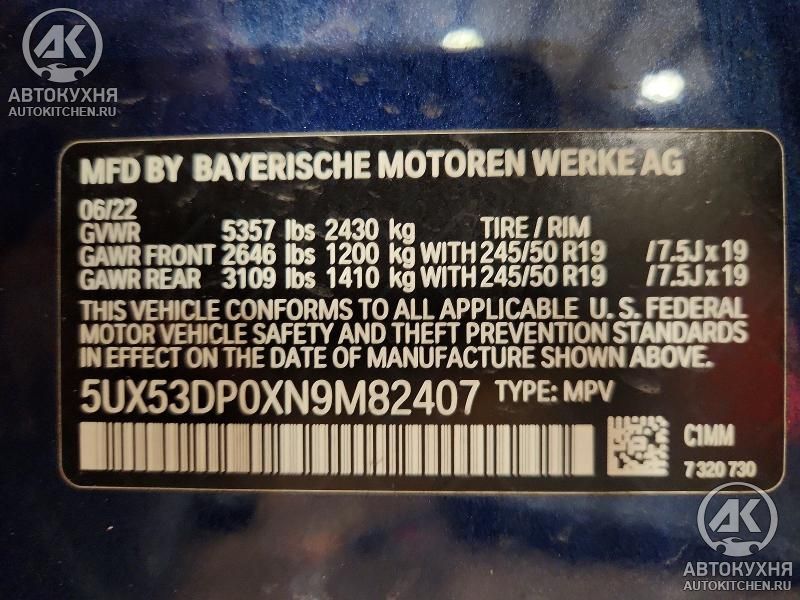 AK
АВТОКУХНЯ
AUTOKITCHEN.RU
MFD BY BAYERISCHE MOTOREN WERKE AG
06/22
GVWR 5357 lbs 2430 kg TIRE / RIM
GAWR FRONT 2646 lbs 1200 kg WITH 245/50 R19 /7.5J x 19
GAWR REAR 3109 lbs 1410 kg WITH 245/50 R19 /7.5J x 19
THIS VEHICLE CONFORMS TO ALL APPLICABLE U. S. FEDERAL
MOTOR VEHICLE SAFETY AND THEFT PREVENTION STANDARDS
IN EFFECT ON THE DATE OF MANUFACTURE SHOWN ABOVE.
5UX53DP0XN9M82407 TYPE: MPV
C1MM
7 320 730
AK
АВТОКУХНЯ
AUTOKITCHEN.RU